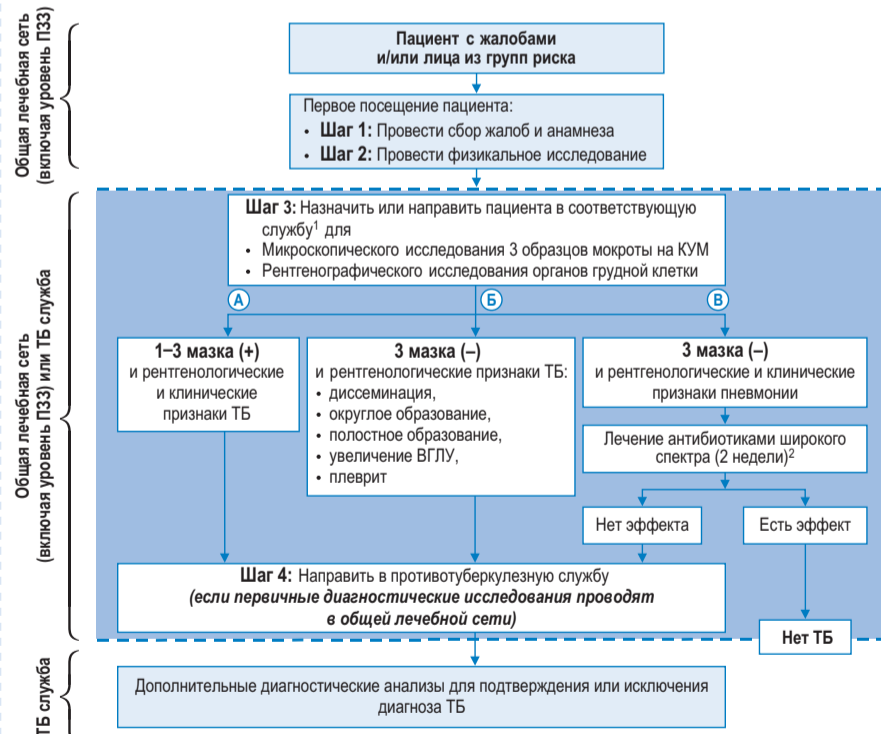 Общая лечебная сеть
(включая уровень ПЗЗ)
Пациент с жалобами
и/или лица из групп риска
Первое посещение пациента:
• Шаг 1: Провести сбор жалоб и анамнеза
• Шаг 2: Провести физикальное исследование
Общая лечебная сеть
(включая уровень ПЗЗ) или ТБ служба
Шаг 3: Назначить или направить пациента в соответствующую
службу¹ для
• Микроскопического исследования 3 образцов мокроты на КУМ
• Рентгенографического исследования органов грудной клетки
А
Б
В
1–3 мазка (+)
и рентгенологические
и клинические
признаки ТБ
3 мазка (–)
и рентгенологические признаки ТБ:
• диссеминация,
• округлое образование,
• полостное образование,
• увеличение ВГЛУ,
• плеврит
3 мазка (–)
и рентгенологические и клинические
признаки пневмонии
Лечение антибиотиками широкого
спектра (2 недели)²
Нет эффекта
Есть эффект
Шаг 4: Направить в противотуберкулезную службу
(если первичные диагностические исследования проводят
в общей лечебной сети)
Нет ТБ
ТБ служба
Дополнительные диагностические анализы для подтверждения или исключения
диагноза ТБ